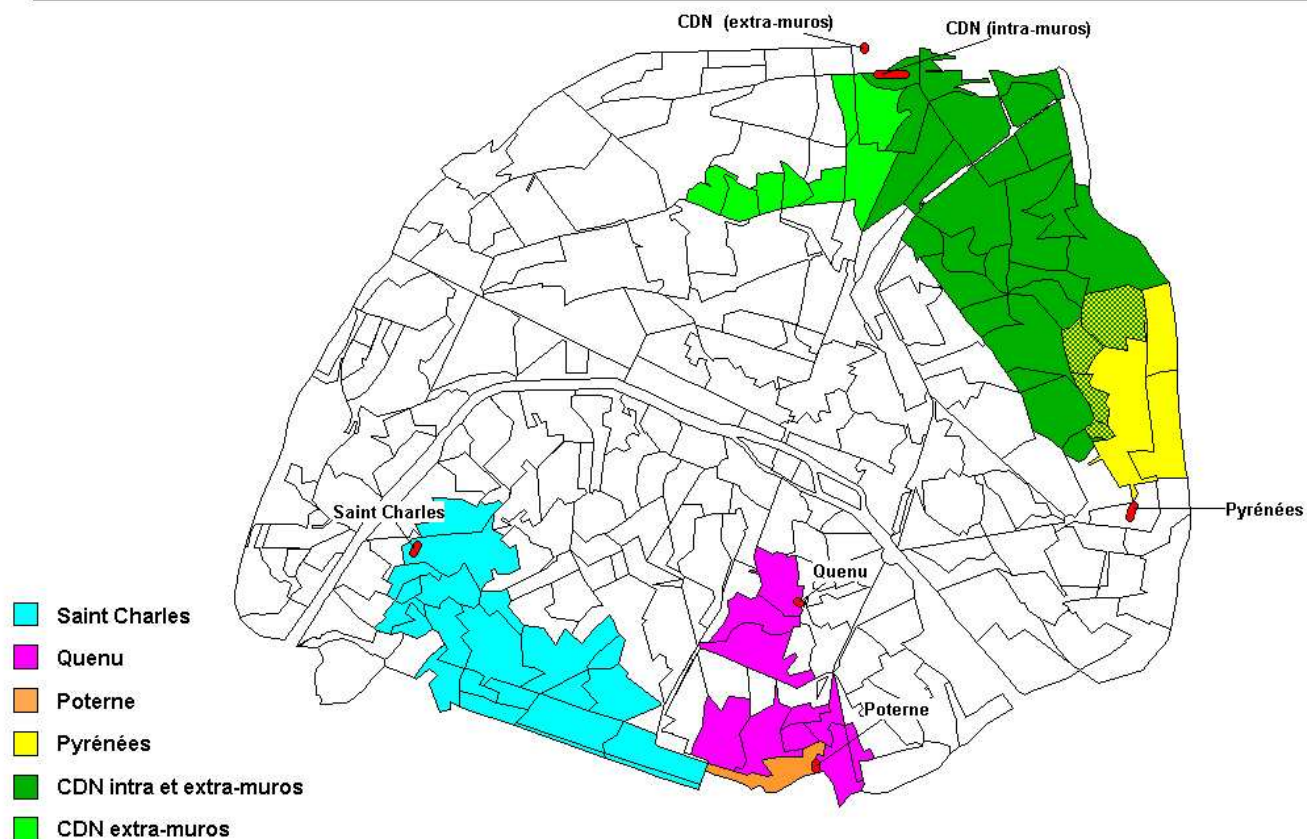 CDN (extra-muros)
CDN (intra-muros)
Saint Charles
Pyrénées
Quenu
Poterne
Saint Charles
Quenu
Poterne
Pyrénées
CDN intra et extra-muros
CDN extra-muros